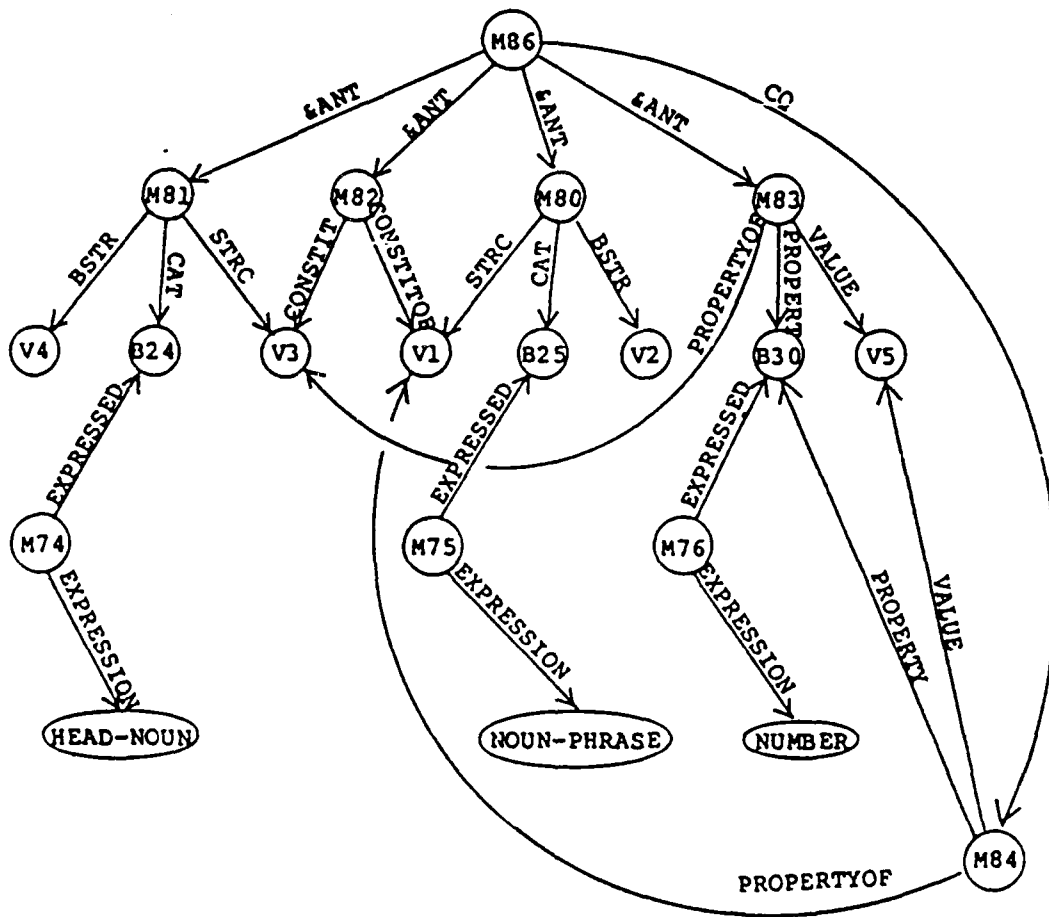 M86
&ANT &ANT &ANT &ANT CQ
M81 M82 M80 M83
BSTR CAT STRC CONSTIT CONSTITOF STRC CAT BSTR PROPERTYOF PROPERTY VALUE
V4 B24 V3 V1 B25 V2 B30 V5
EXPRESSED EXPRESSED EXPRESSED
M74 M75 M76
EXPRESSION EXPRESSION EXPRESSION PROPERTY VALUE
HEAD-NOUN NOUN-PHRASE NUMBER
M84
PROPERTYOF